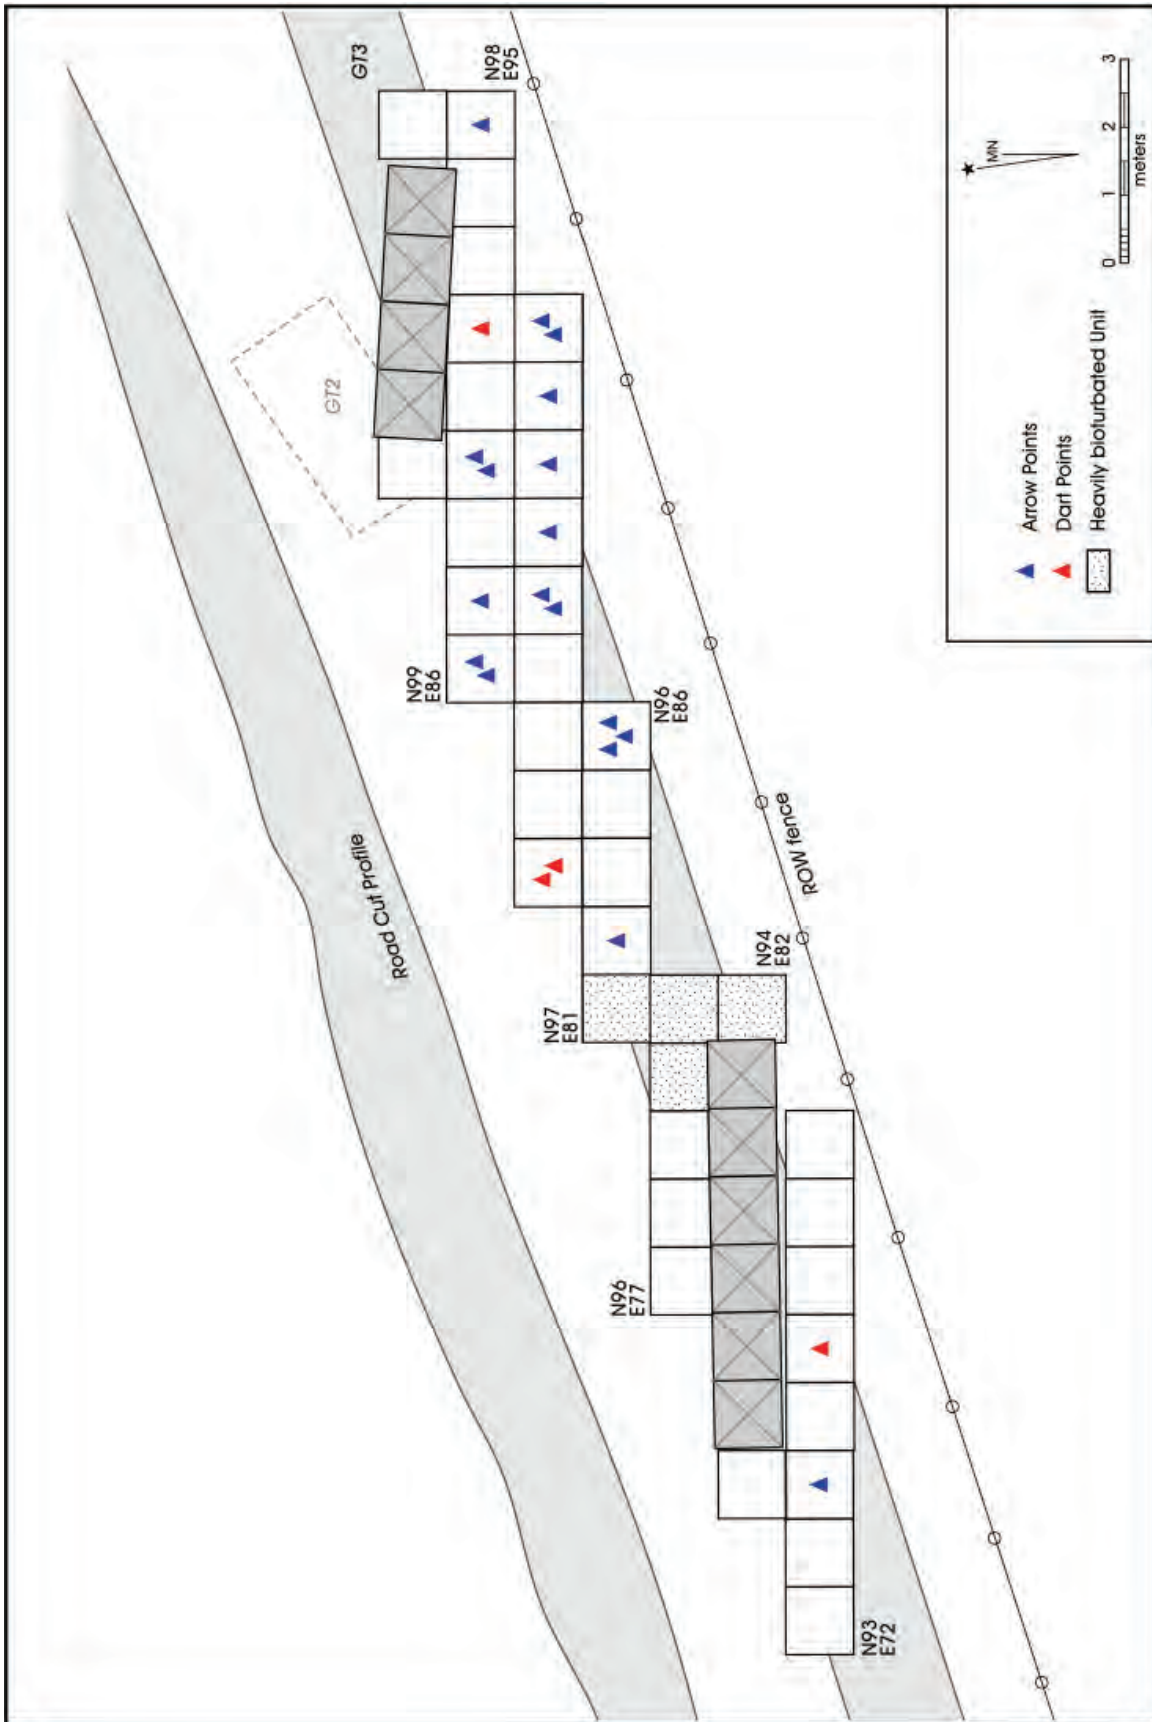 Road Cut Profile
GT2
GT3
N99
E86
N98
E95
N97
E81
N96
E86
N96
E77
N94
E82
N93
E72
ROW fence
Arrow Points
Dart Points
Heavily bioturbated Unit
MN
0 1 2 3
meters